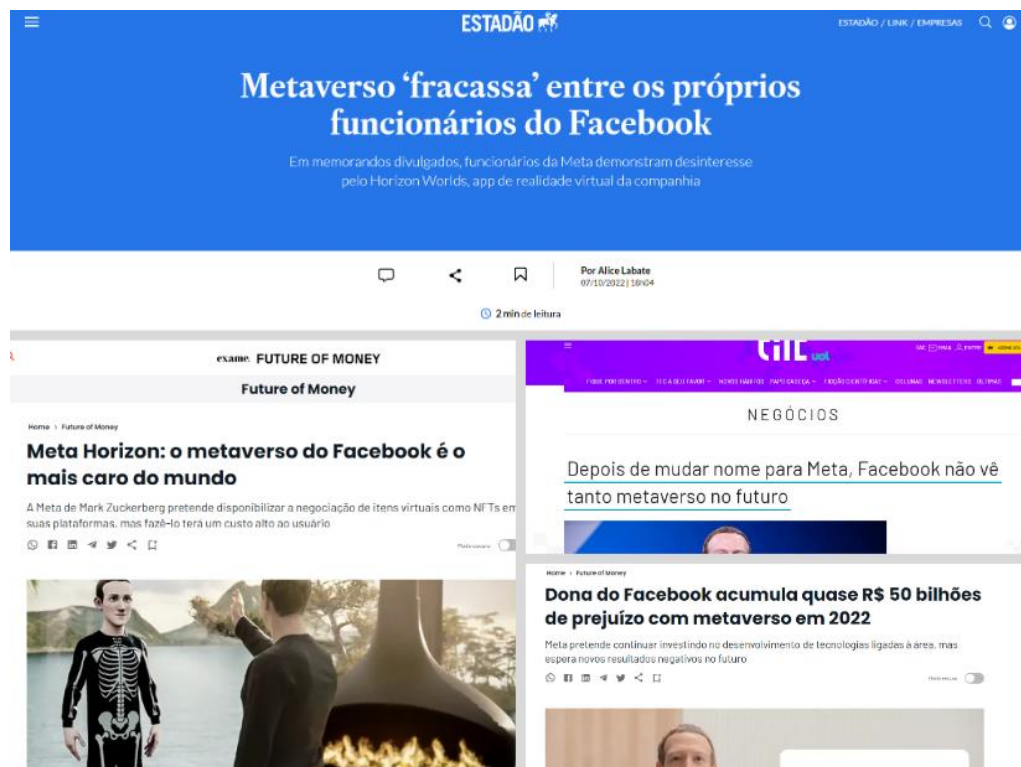 ESTADÃO
ESTADÃO / LINK / EMPRESAS
Metaverso ‘fracassa’ entre os próprios
funcionários do Facebook
Em memorandos divulgados, funcionários da Meta demonstram desinteresse
pelo Horizon Worlds, app de realidade virtual da companhia
Por Alice Labate
07/10/2022 | 18h04
2 min de leitura
exame. FUTURE OF MONEY
Future of Money
Home > Future of Money
Meta Horizon: o metaverso do Facebook é o
mais caro do mundo
A Meta de Mark Zuckerberg pretende disponibilizar a negociação de itens virtuais como NFTs em
suas plataformas, mas fazê-lo terá um custo alto ao usuário
uol
COLUNAS NEWSLETTERS
NEGÓCIOS
Depois de mudar nome para Meta, Facebook não vê
tanto metaverso no futuro
Home > Future of Money
Dona do Facebook acumula quase R$ 50 bilhões
de prejuízo com metaverso em 2022
Meta pretende continuar investindo no desenvolvimento de tecnologias ligadas à área, mas
espera novos resultados negativos no futuro